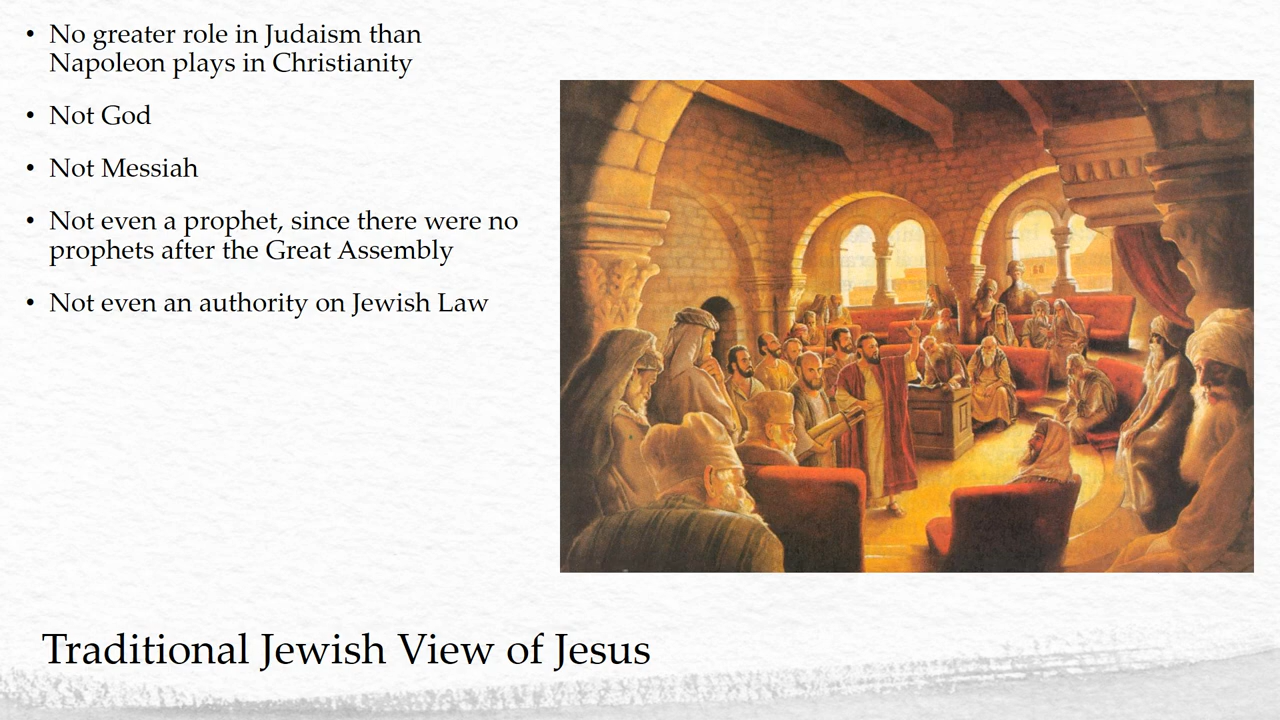 • No greater role in Judaism than
Napoleon plays in Christianity
• Not God
• Not Messiah
• Not even a prophet, since there were no
prophets after the Great Assembly
• Not even an authority on Jewish Law
Traditional Jewish View of Jesus